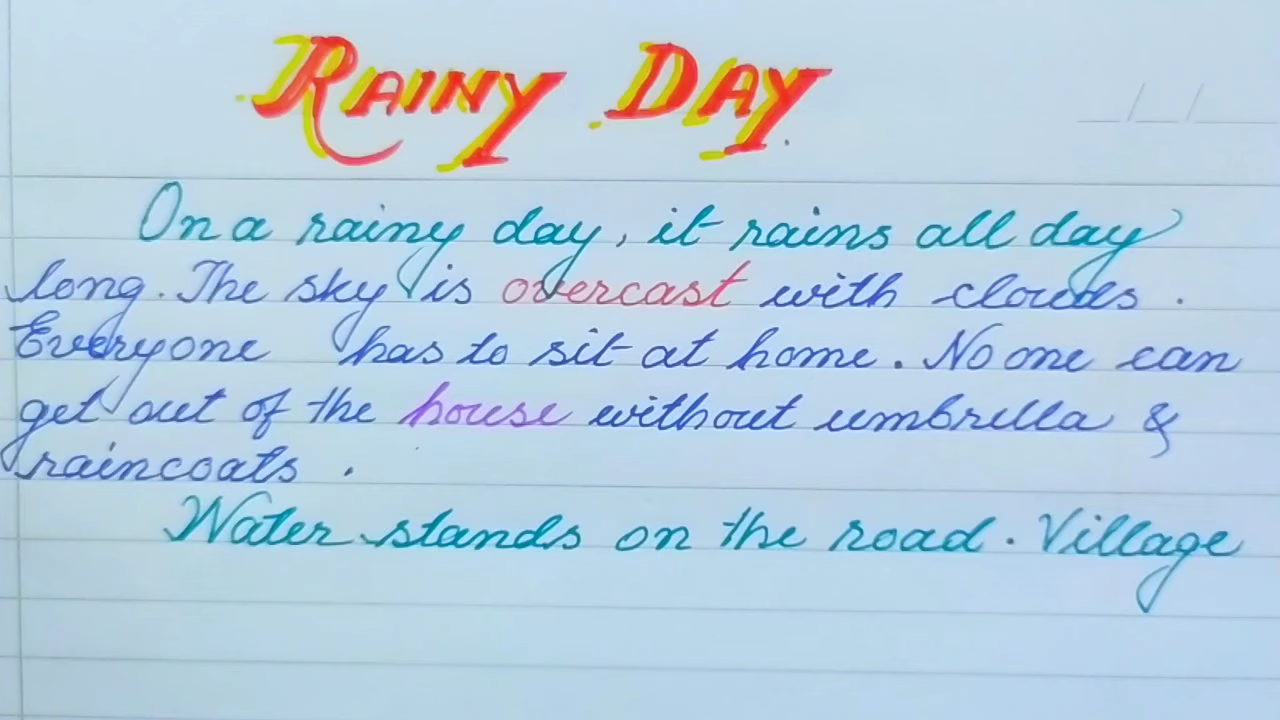 RAINY DAY.
On a rainy day, it rains all day
long. The sky is overcast with clouds.
Everyone has to sit at home. No one can
get out of the house without umbrella &
raincoats.
Water stands on the road. Village